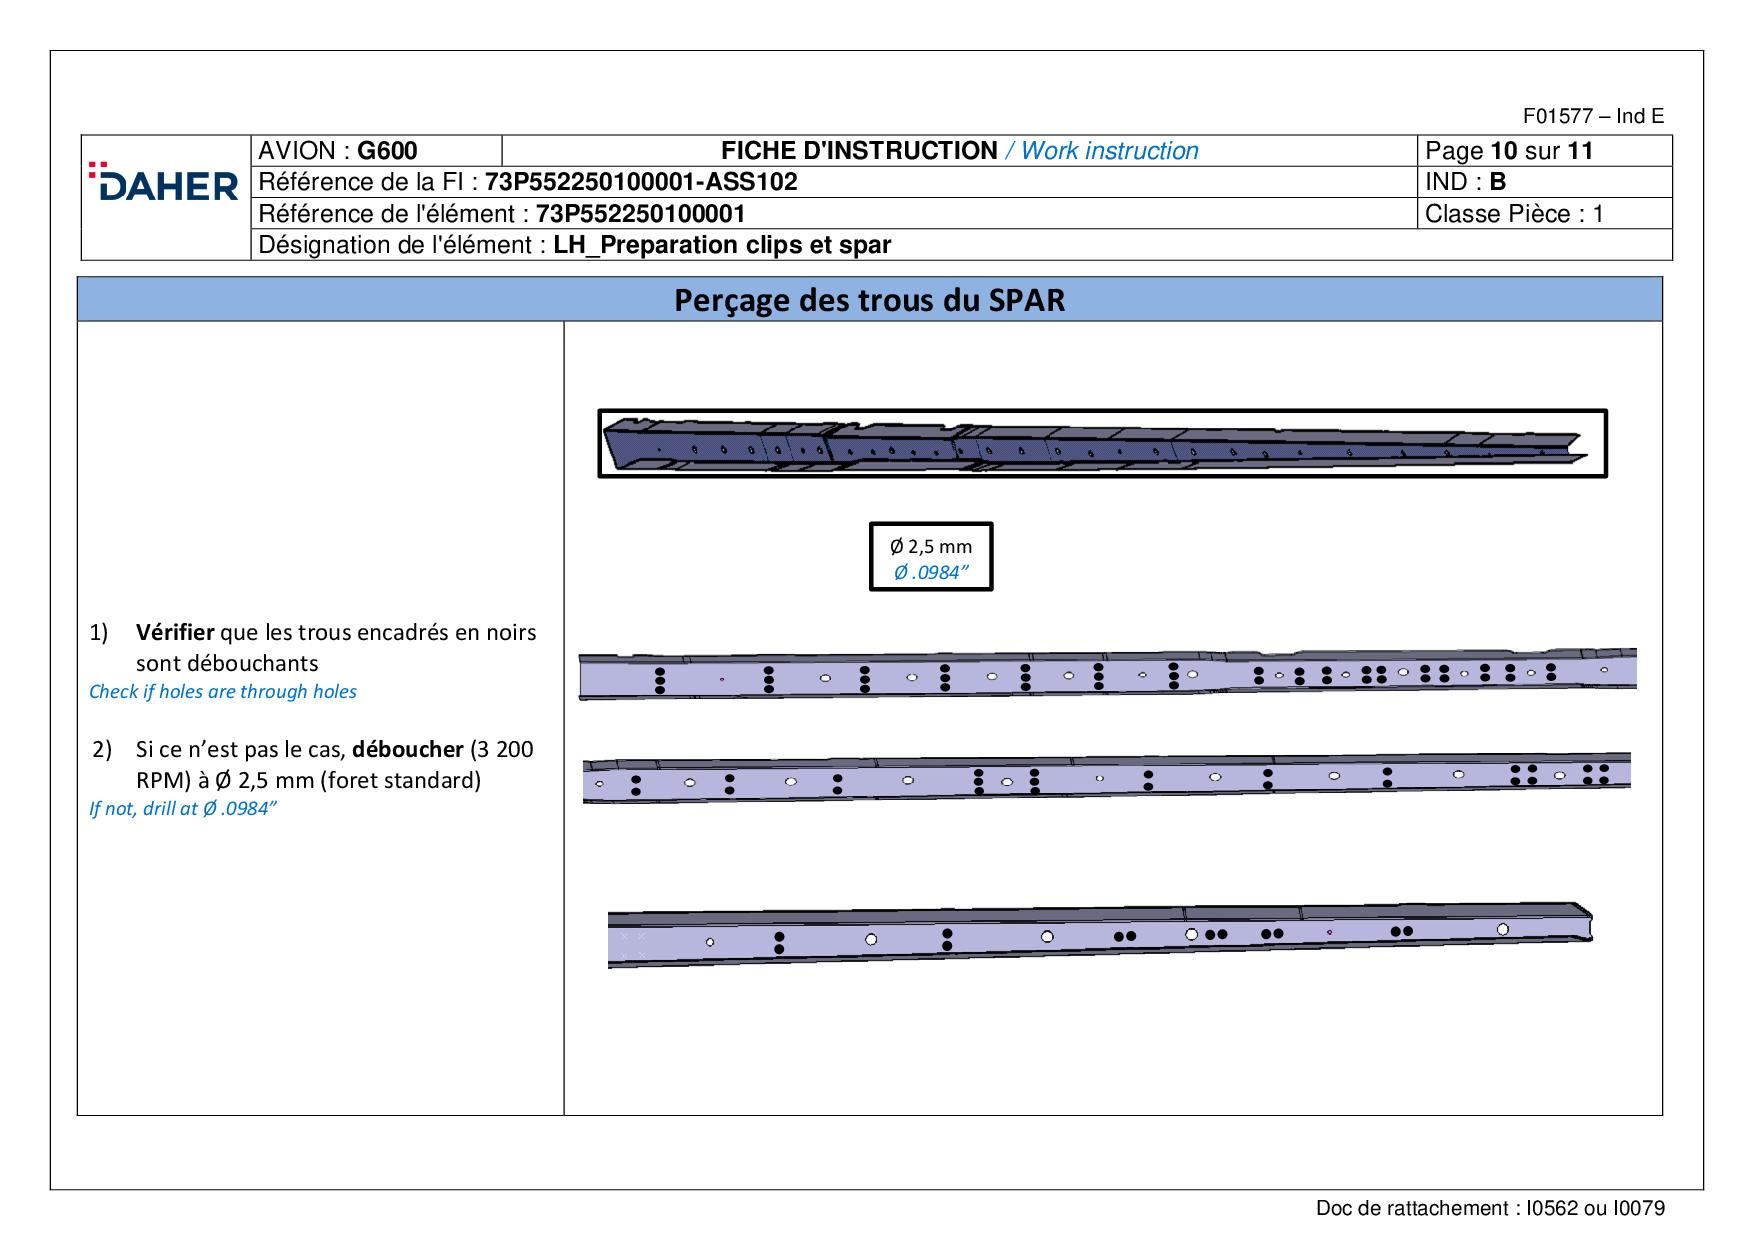 F01577 – Ind E
DAHER
AVION : G600
FICHE D'INSTRUCTION / Work instruction
Page 10 sur 11
Référence de la FI : 73P552250100001-ASS102
IND : B
Référence de l'élément : 73P552250100001
Classe Pièce : 1
Désignation de l'élément : LH_Preparation clips et spar
Perçage des trous du SPAR
1) Vérifier que les trous encadrés en noirs
sont débouchants
Check if holes are through holes
2) Si ce n’est pas le cas, déboucher (3 200
RPM) à Ø 2,5 mm (foret standard)
If not, drill at Ø .0984’’
Ø 2,5 mm
Ø .0984’’
Doc de rattachement : I0562 ou I0079